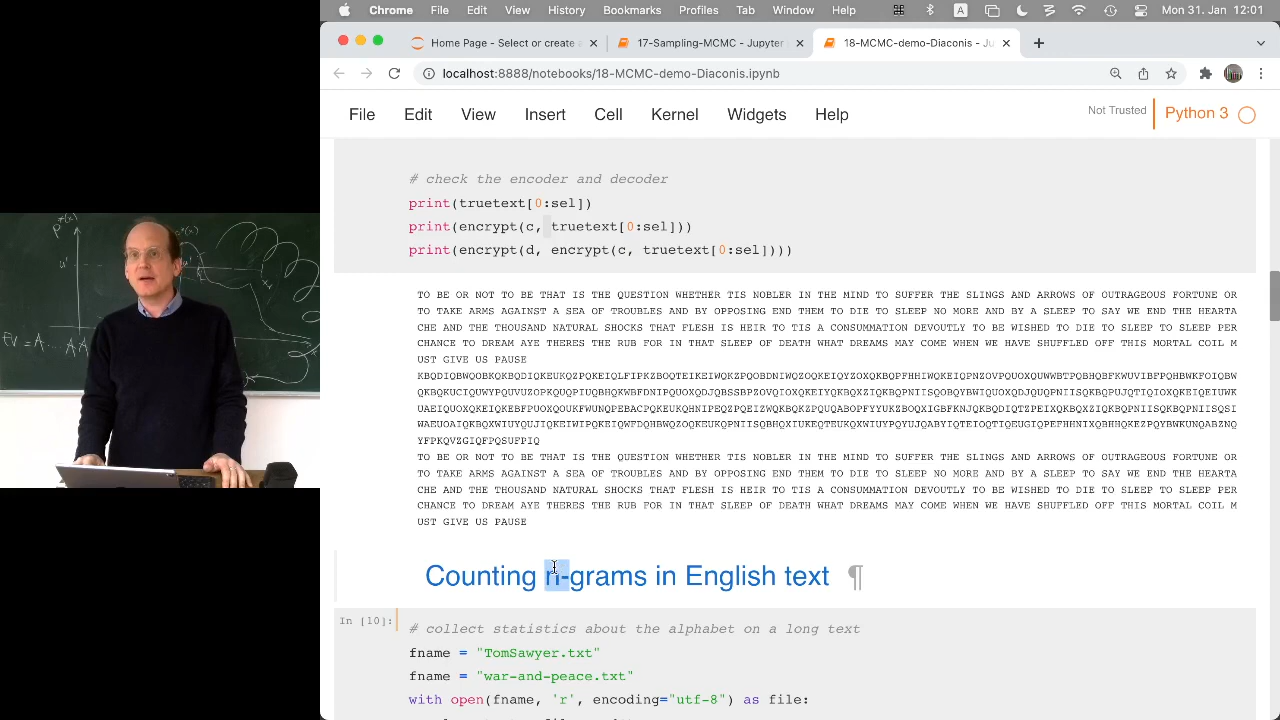 Chrome File Edit View History Bookmarks Profiles Tab Window Help A Mon 31. Jan 12:01
Home Page - Select or create a 17-Sampling-MCMC - Jupyter 18-MCMC-demo-Diaconis - Ju
localhost:8888/notebooks/18-MCMC-demo-Diaconis.ipynb
File Edit View Insert Cell Kernel Widgets Help Not Trusted Python 3
# check the encoder and decoder
print(truetext[0:sel])
print(encrypt(c, truetext[0:sel]))
print(encrypt(d, encrypt(c, truetext[0:sel])))
TO BE OR NOT TO BE THAT IS THE QUESTION WHETHER TIS NOBLER IN THE MIND TO SUFFER THE SLINGS AND ARROWS OF OUTRAGEOUS FORTUNE OR
TO TAKE ARMS AGAINST A SEA OF TROUBLES AND BY OPPOSING END THEM TO DIE TO SLEEP NO MORE AND BY A SLEEP TO SAY WE END THE HEARTA
CHE AND THE THOUSAND NATURAL SHOCKS THAT FLESH IS HEIR TO TIS A CONSUMMATION DEVOUTLY TO BE WISHED TO DIE TO SLEEP TO SLEEP PER
CHANCE TO DREAM AYE THERES THE RUB FOR IN THAT SLEEP OF DEATH WHAT DREAMS MAY COME WHEN WE HAVE SHUFFLED OFF THIS MORTAL COIL M
UST GIVE US PAUSE
YFPKQVZGIQFPQSUFPIQ
TO BE OR NOT TO BE THAT IS THE QUESTION WHETHER TIS NOBLER IN THE MIND TO SUFFER THE SLINGS AND ARROWS OF OUTRAGEOUS FORTUNE OR
TO TAKE ARMS AGAINST A SEA OF TROUBLES AND BY OPPOSING END THEM TO DIE TO SLEEP NO MORE AND BY A SLEEP TO SAY WE END THE HEARTA
CHE AND THE THOUSAND NATURAL SHOCKS THAT FLESH IS HEIR TO TIS A CONSUMMATION DEVOUTLY TO BE WISHED TO DIE TO SLEEP TO SLEEP PER
CHANCE TO DREAM AYE THERES THE RUB FOR IN THAT SLEEP OF DEATH WHAT DREAMS MAY COME WHEN WE HAVE SHUFFLED OFF THIS MORTAL COIL M
UST GIVE US PAUSE
Counting n-grams in English text ¶
In [10]:
# collect statistics about the alphabet on a long text
fname = "TomSawyer.txt"
fname = "war-and-peace.txt"
with open(fname, 'r', encoding="utf-8") as file: